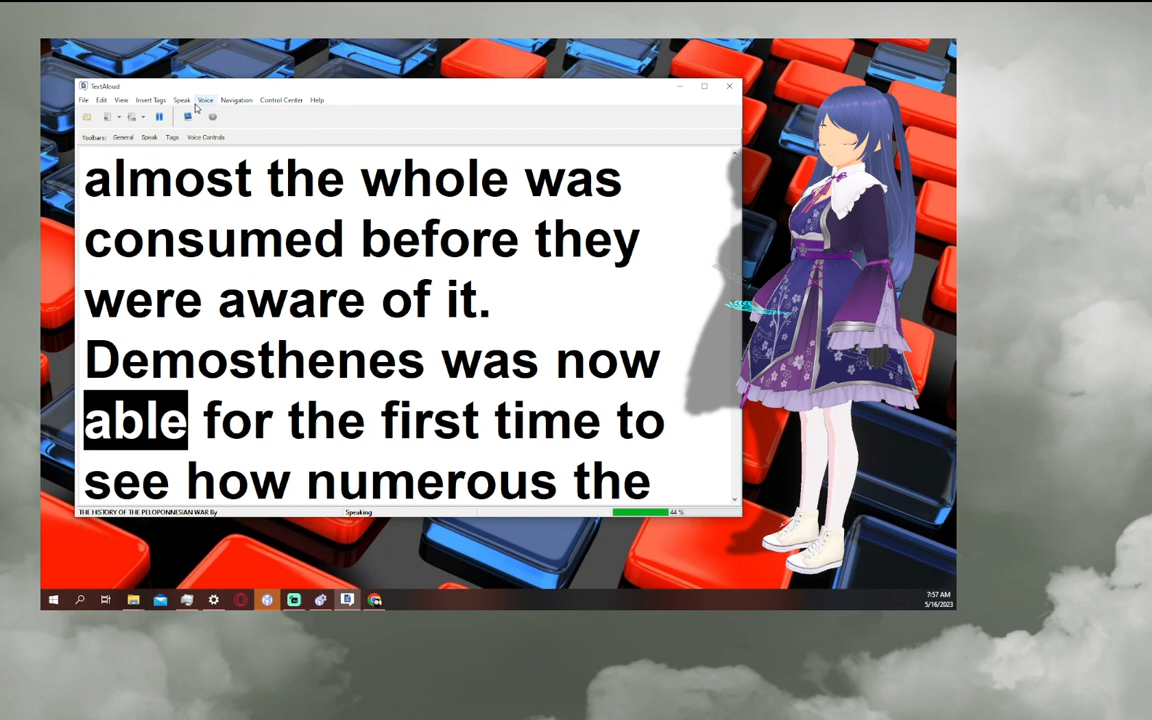 TextAloud
File Edit View Insert Tags Speak Voice Navigation Control Center Help
Toolbars: General Speak Tags Voice Controls
almost the whole was
consumed before they
were aware of it.
Demosthenes was now
able for the first time to
see how numerous the
THE HISTORY OF THE PELOPONNESIAN WAR By Speaking 44 %
7:57 AM
5/16/2023